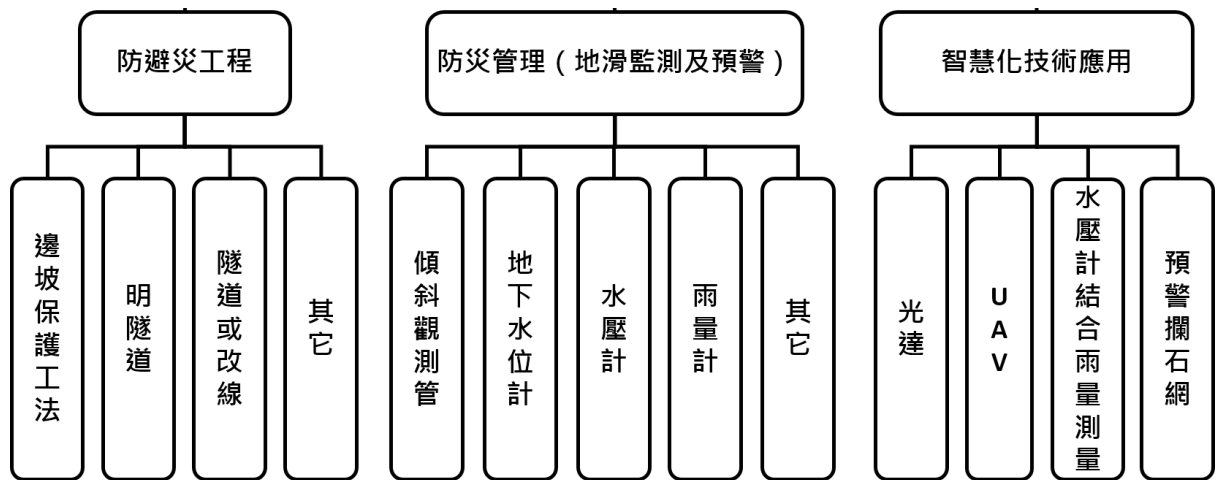 防避災工程
防災管理（地滑監測及預警）
智慧化技術應用
邊坡保護工法
明隧道
隧道或改線
其它
傾斜觀測管
地下水位計
水壓計
雨量計
其它
光達
UAV
水壓計結合雨量測量
預警攔石網